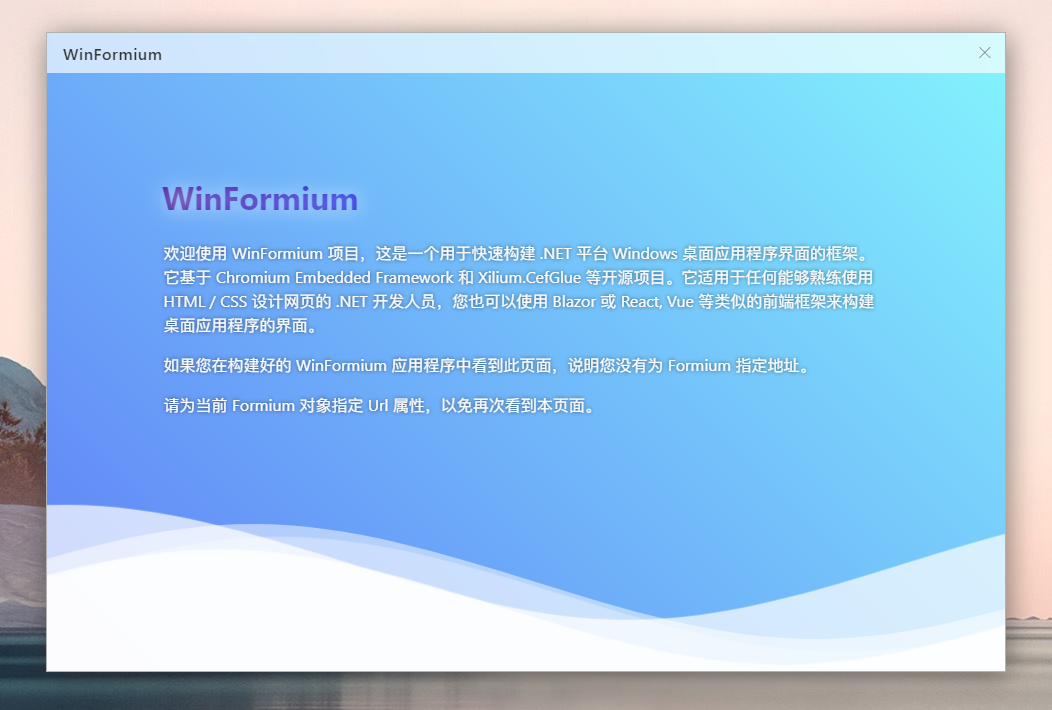 WinFormium
WinFormium
欢迎使用 WinFormium 项目，这是一个用于快速构建 .NET 平台 Windows 桌面应用程序界面的框架。
它基于 Chromium Embedded Framework 和 Xilium.CefGlue 等开源项目。它适用于任何能够熟练使用
HTML / CSS 设计网页的 .NET 开发人员，您也可以使用 Blazor 或 React, Vue 等类似的前端框架来构建
桌面应用程序的界面。
如果您在构建好的 WinFormium 应用程序中看到此页面，说明您没有为 Formium 指定地址。
请为当前 Formium 对象指定 Url 属性，以免再次看到本页面。